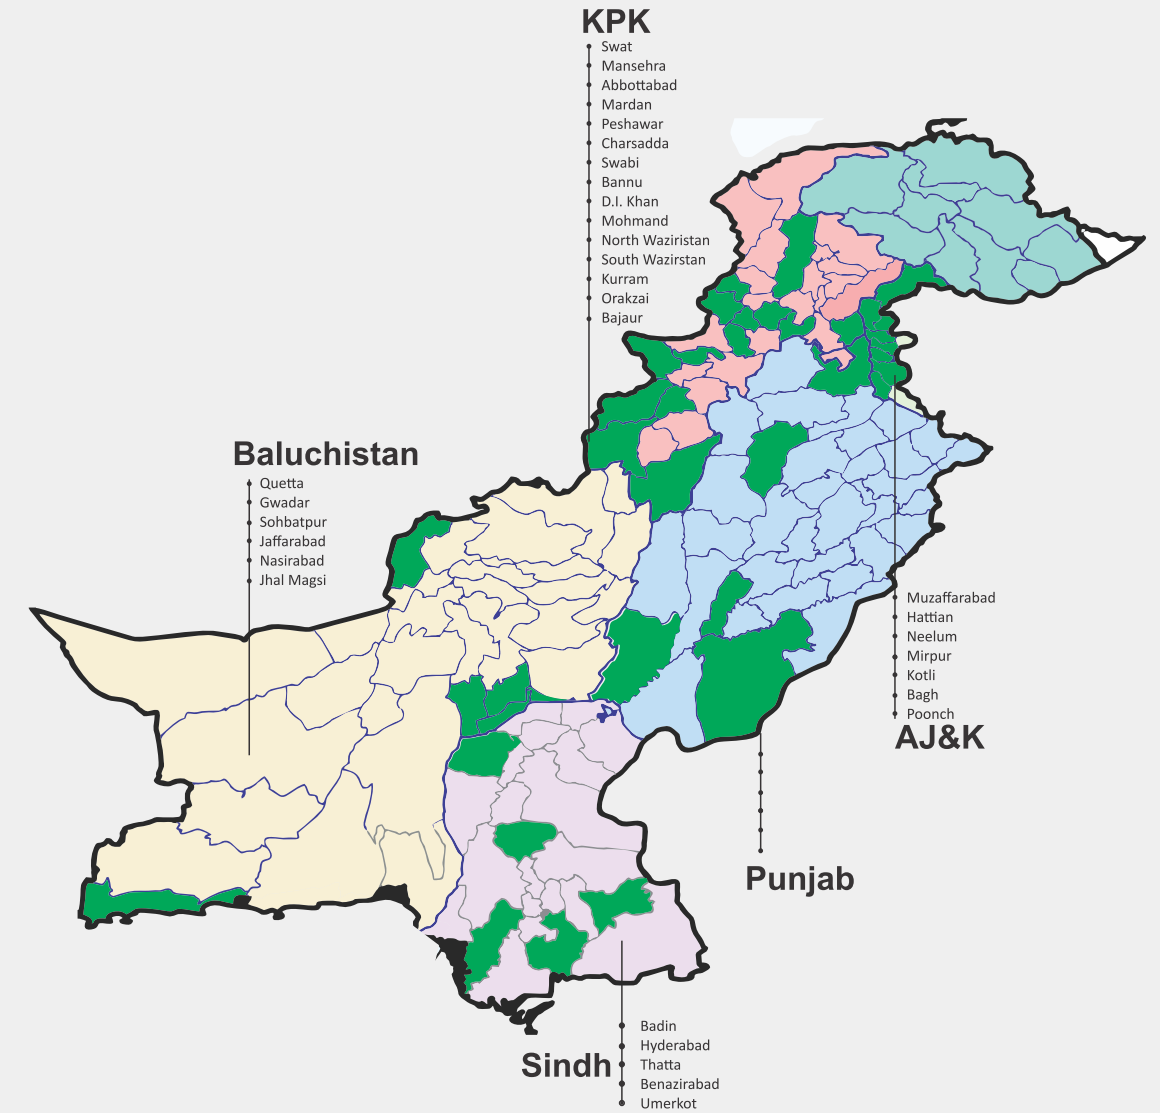 KPK
Swat
Mansehra
Abbottabad
Mardan
Peshawar
Charsadda
Swabi
Bannu
D.I. Khan
Mohmand
North Waziristan
South Wazirstan
Kurram
Orakzai
Bajaur
Baluchistan
Quetta
Gwadar
Sohbatpur
Jaffarabad
Nasirabad
Jhal Magsi
Muzaffarabad
Hattian
Neelum
Mirpur
Kotli
Bagh
Poonch
AJ&K
Punjab
Sindh
Badin
Hyderabad
Thatta
Benazirabad
Umerkot